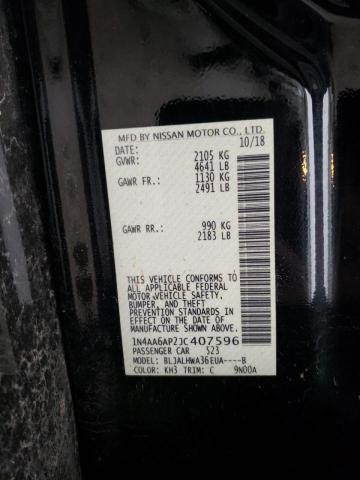 MFD BY NISSAN MOTOR CO., LTD.
DATE: 10/18
GVWR: 2105 KG
4641 LB
GAWR FR.: 1130 KG
2491 LB
GAWR RR.: 990 KG
2183 LB
THIS VEHICLE CONFORMS TO
ALL APPLICABLE FEDERAL
MOTOR VEHICLE SAFETY,
BUMPER, AND THEFT
PREVENTION STANDARDS IN
EFFECT ON THE DATE OF
MANUFACTURE SHOWN ABOVE.
1N4AA6AP2JC407596
PASSENGER CAR 523
MODEL: BLJALHWA36EUA----B
COLOR: KH3 TRIM: C 9N00A